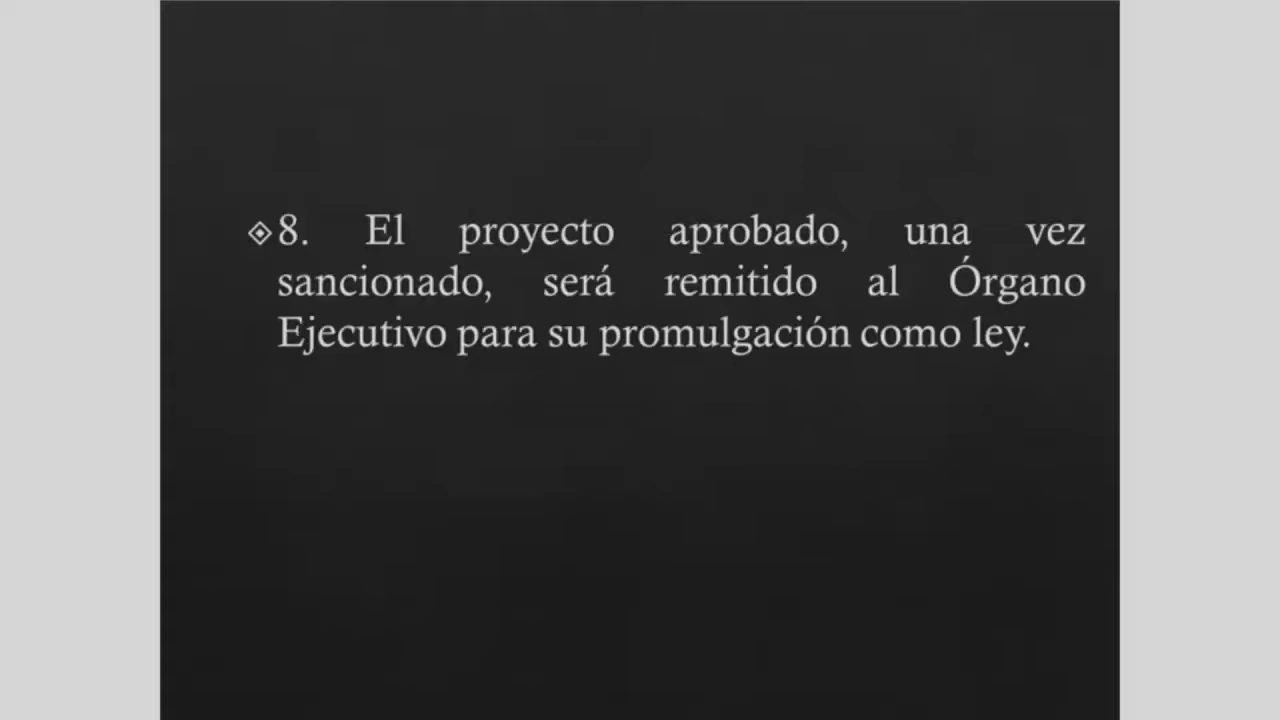 8. El proyecto aprobado, una vez
sancionado, será remitido al Órgano
Ejecutivo para su promulgación como ley.